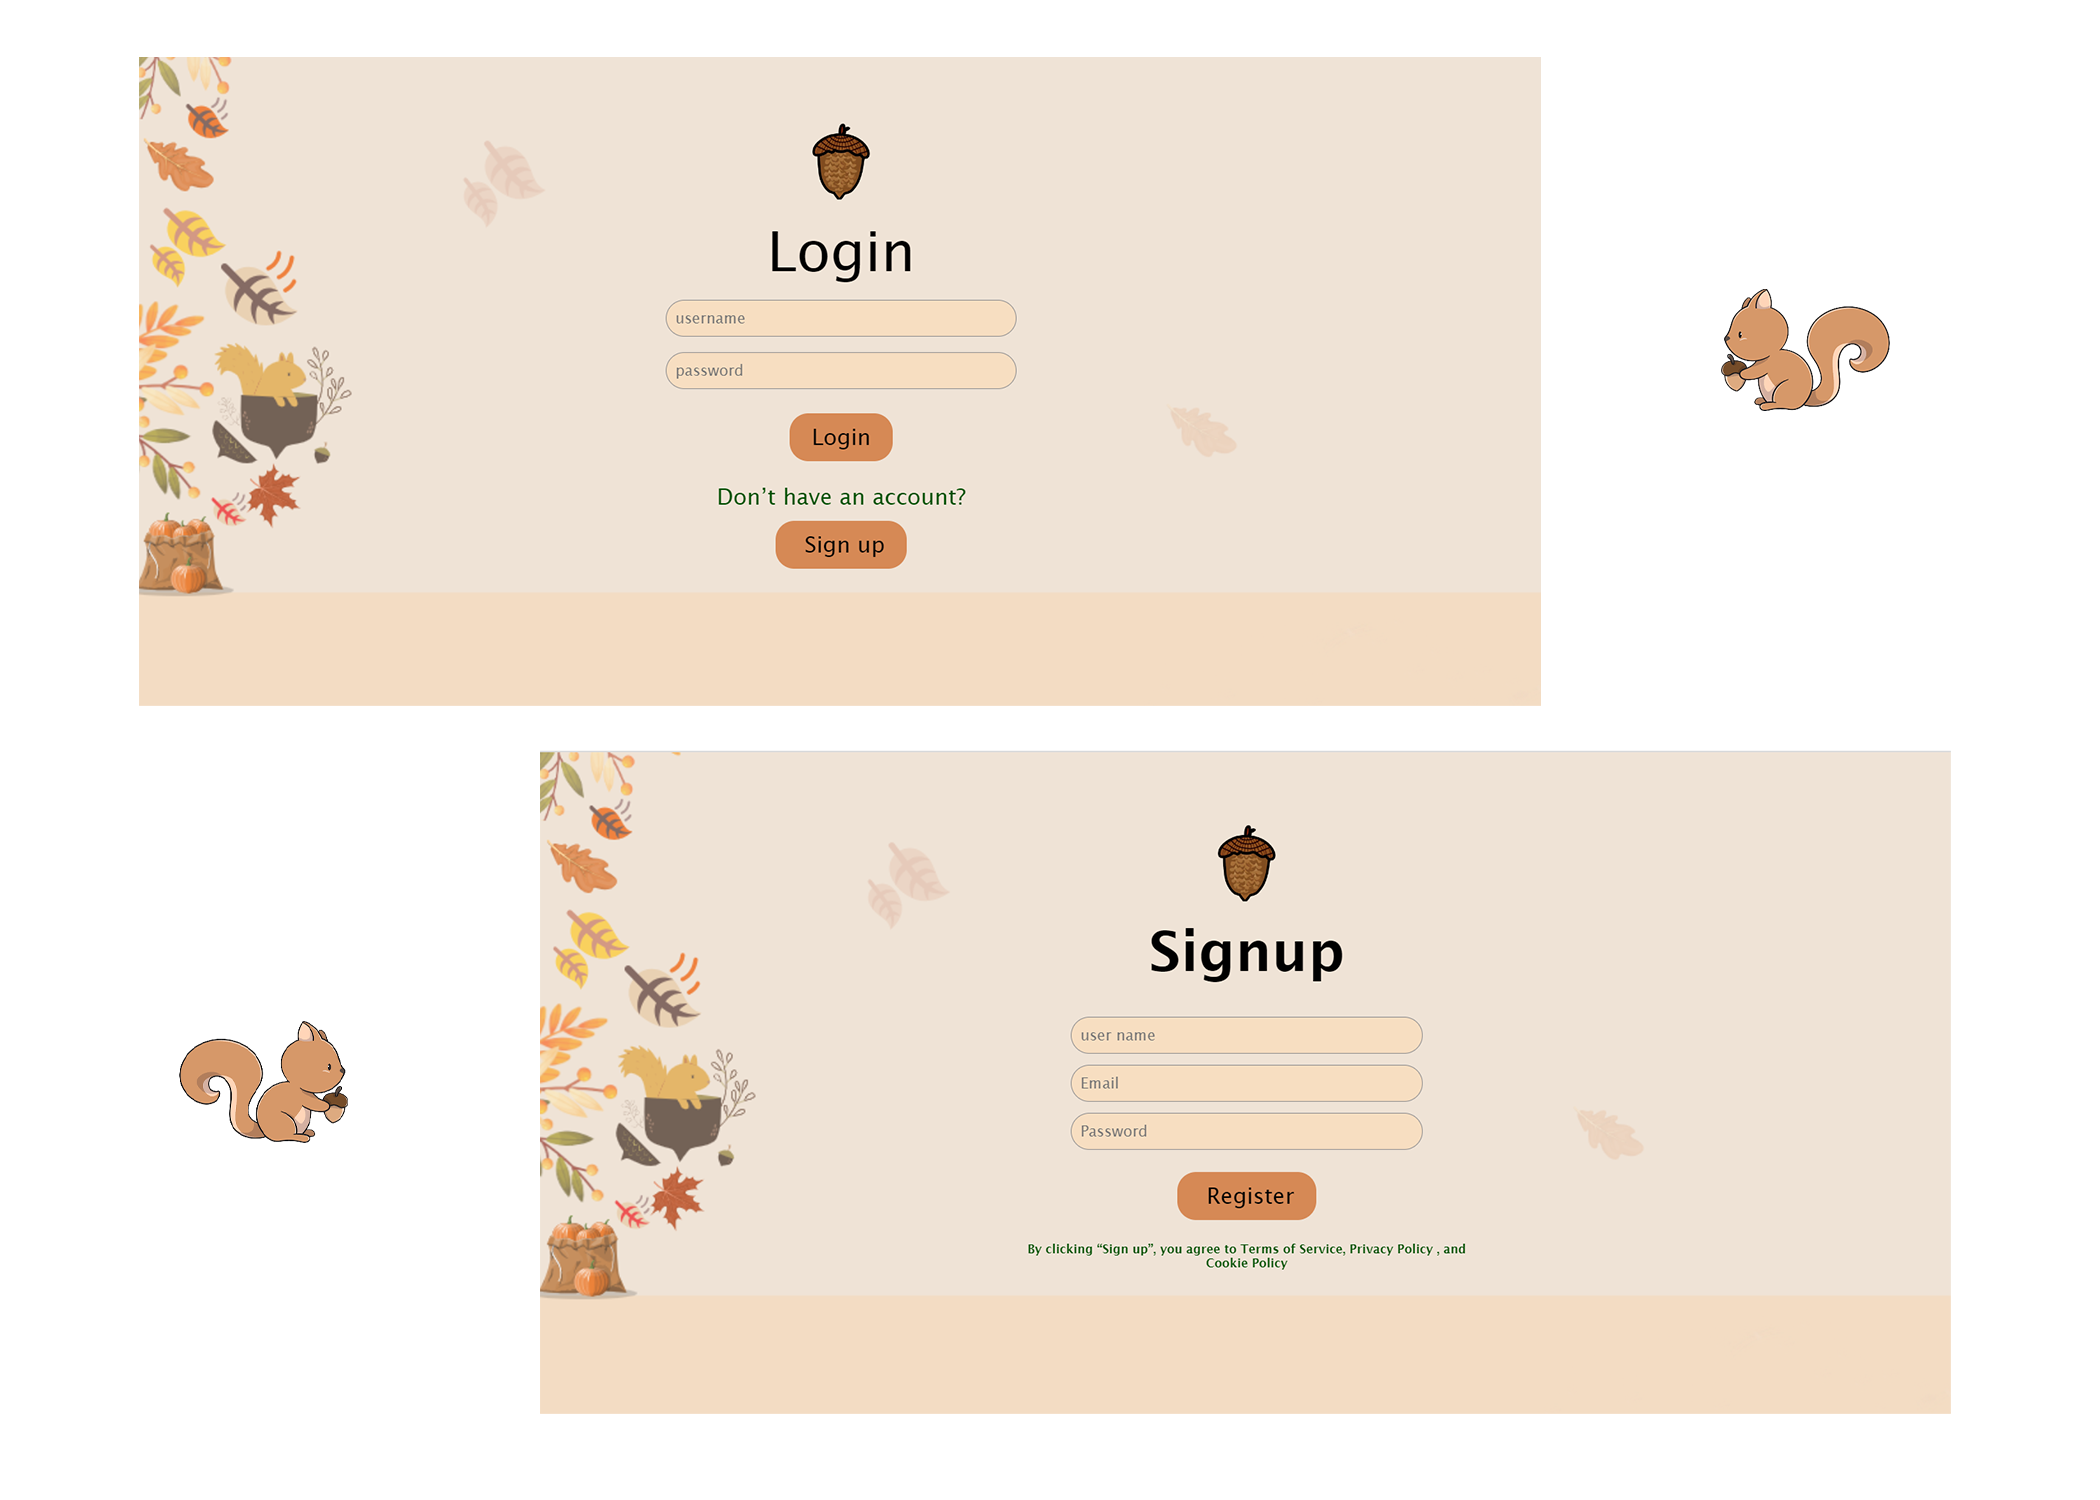 Login
username
password
Login
Don’t have an account?
Sign up
Signup
user name
Email
Password
Register
By clicking “Sign up”, you agree to Terms of Service, Privacy Policy , and
Cookie Policy